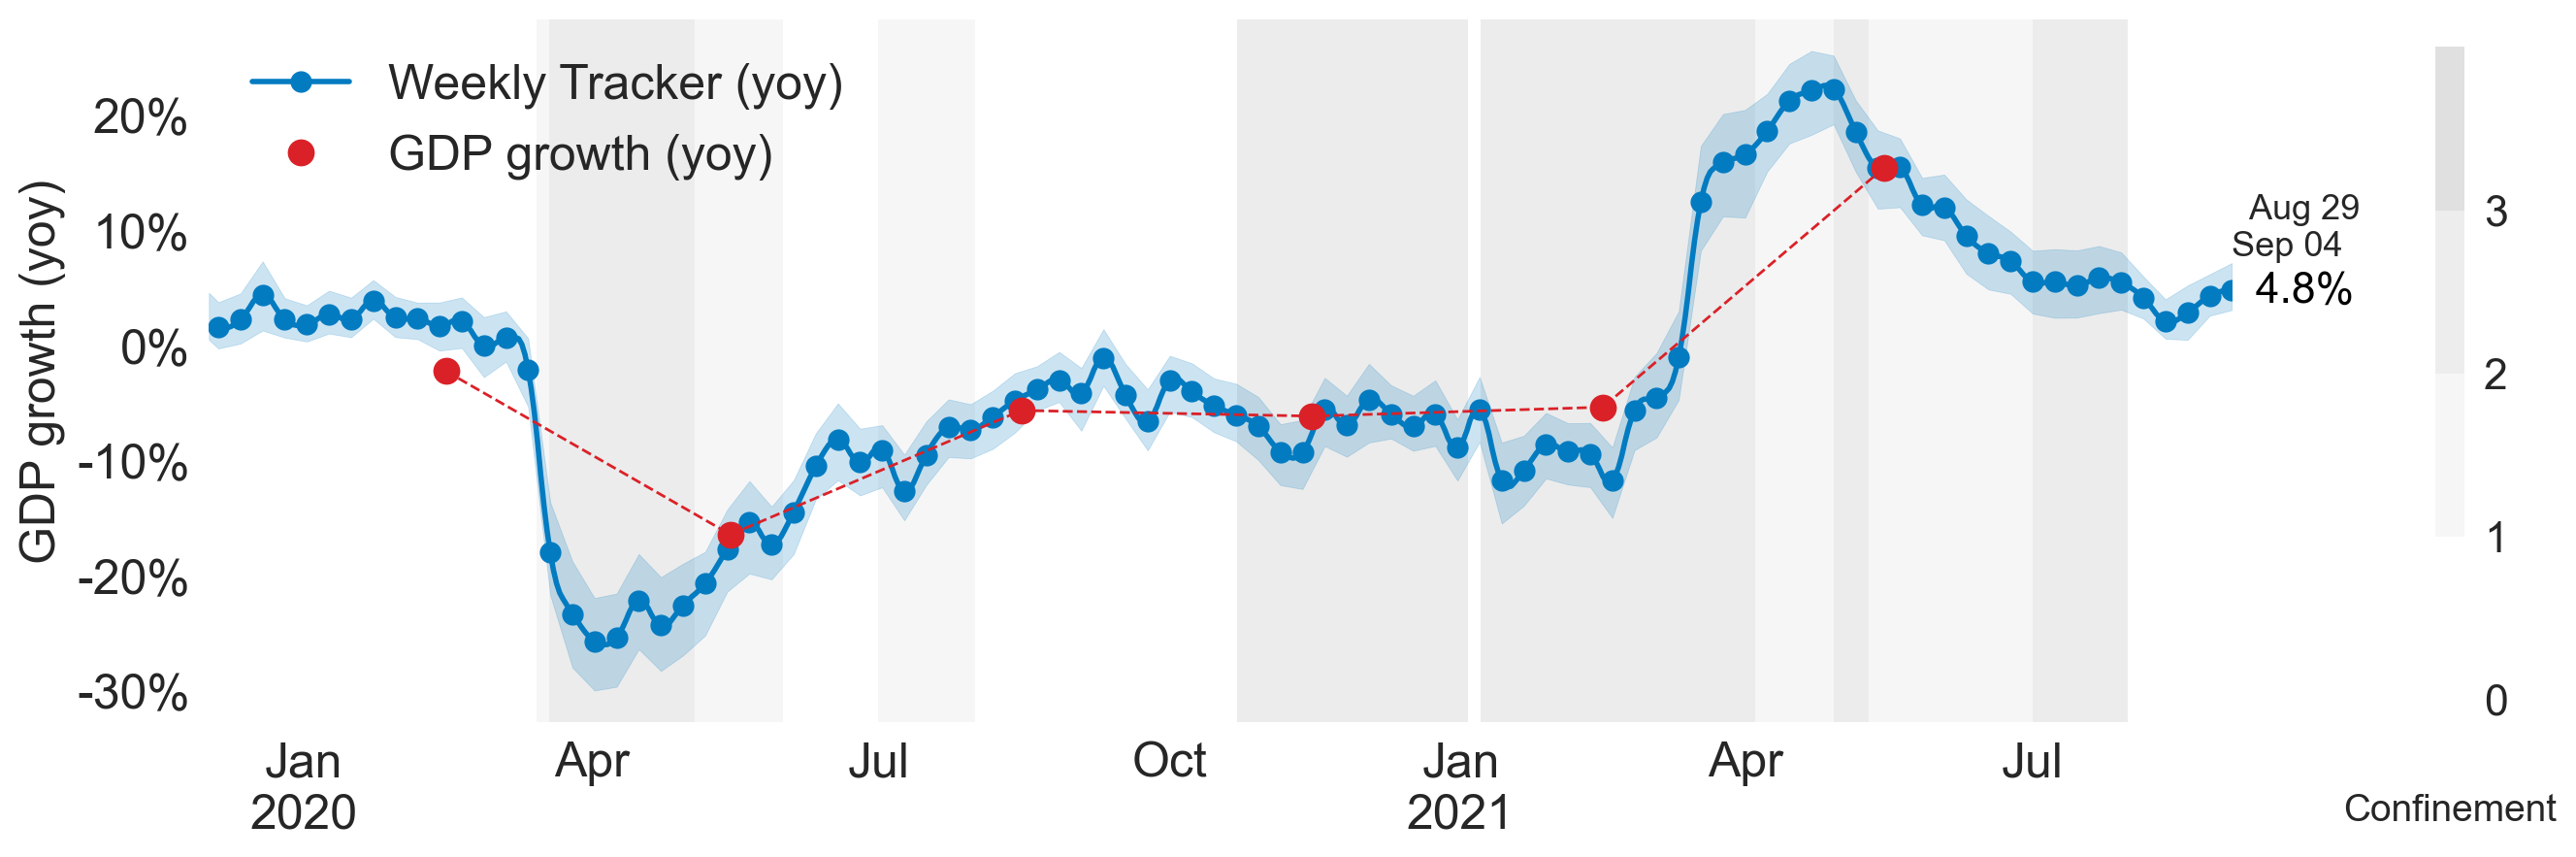 Weekly Tracker (yoy)
GDP growth (yoy)
GDP growth (yoy)
20%
10%
0%
-10%
-20%
-30%
Jan
2020
Apr
Jul
Oct
Jan
2021
Apr
Jul
Aug 29
Sep 04
4.8%
3
2
1
0
Confinement